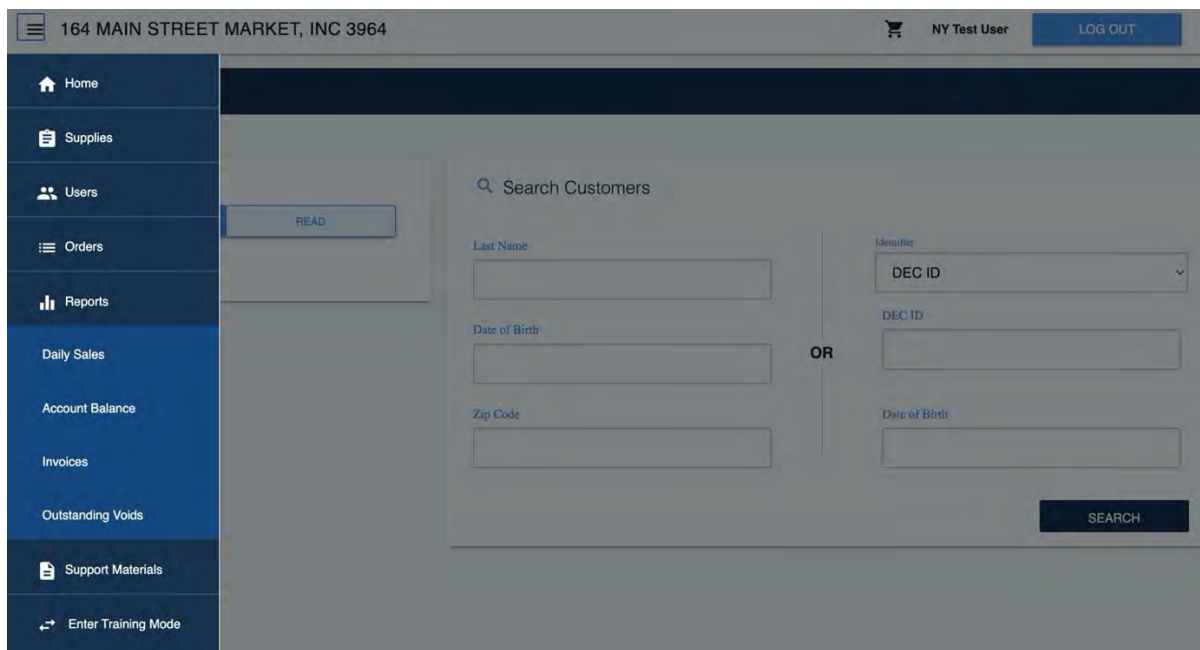 164 MAIN STREET MARKET, INC 3964
NY Test User
LOG OUT
Home
Supplies
Users
Orders
Reports
Daily Sales
Account Balance
Invoices
Outstanding Voids
Support Materials
Enter Training Mode
READ
Search Customers
Last Name
Date of Birth
Zip Code
OR
Identifier
DEC ID
DEC ID
Date of Birth
SEARCH